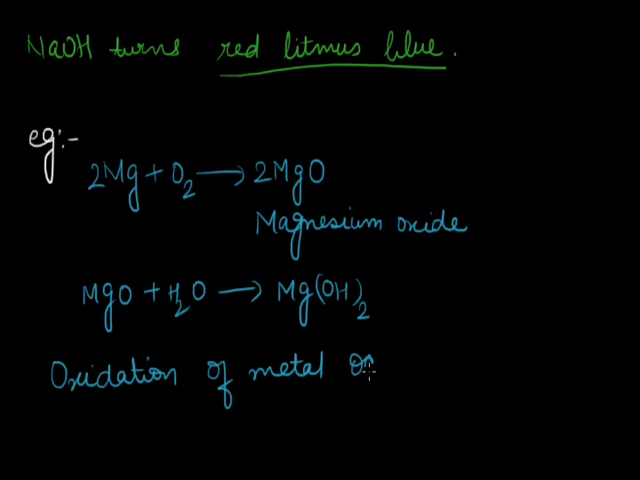 NaOH turns red litmus blue.
eg:-
2Mg + O₂ → 2MgO
Magnesium oxide
MgO + H₂O → Mg(OH)₂
Oxidation of metal